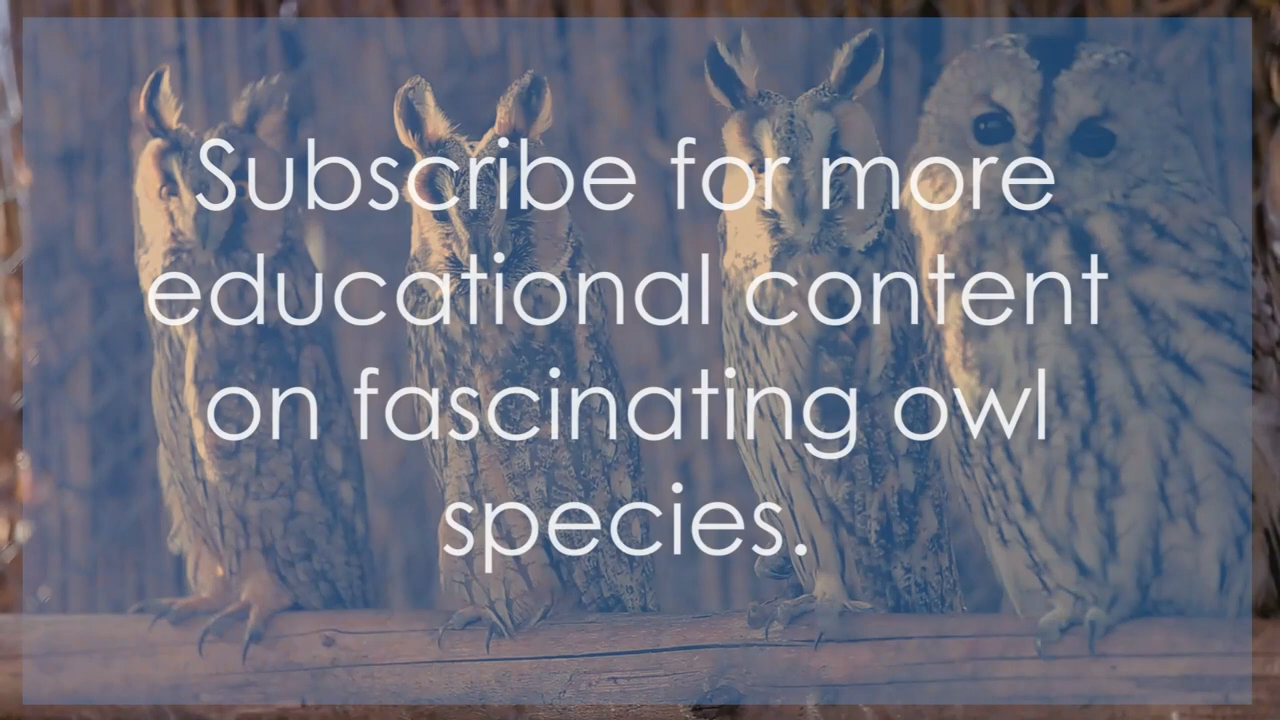 Subscribe for more
educational content
on fascinating owl
species.